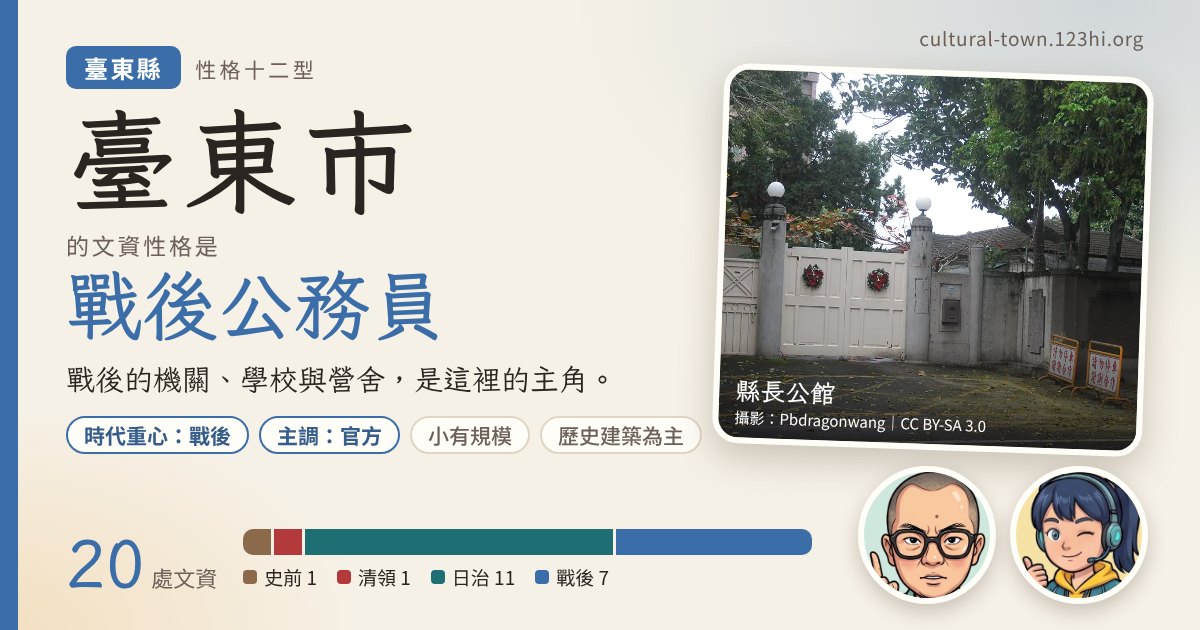 cultural-town.123hi.org
臺東縣 性格十二型
臺東市
的文資性格是
戰後公務員
戰後的機關、學校與營舍，是這裡的主角。
時代重心：戰後 主調：官方 小有規模 歷史建築為主
縣長公館
攝影：Pbdragonwang｜CC BY-SA 3.0
20 處文資
史前 1 清領 1 日治 11 戰後 7